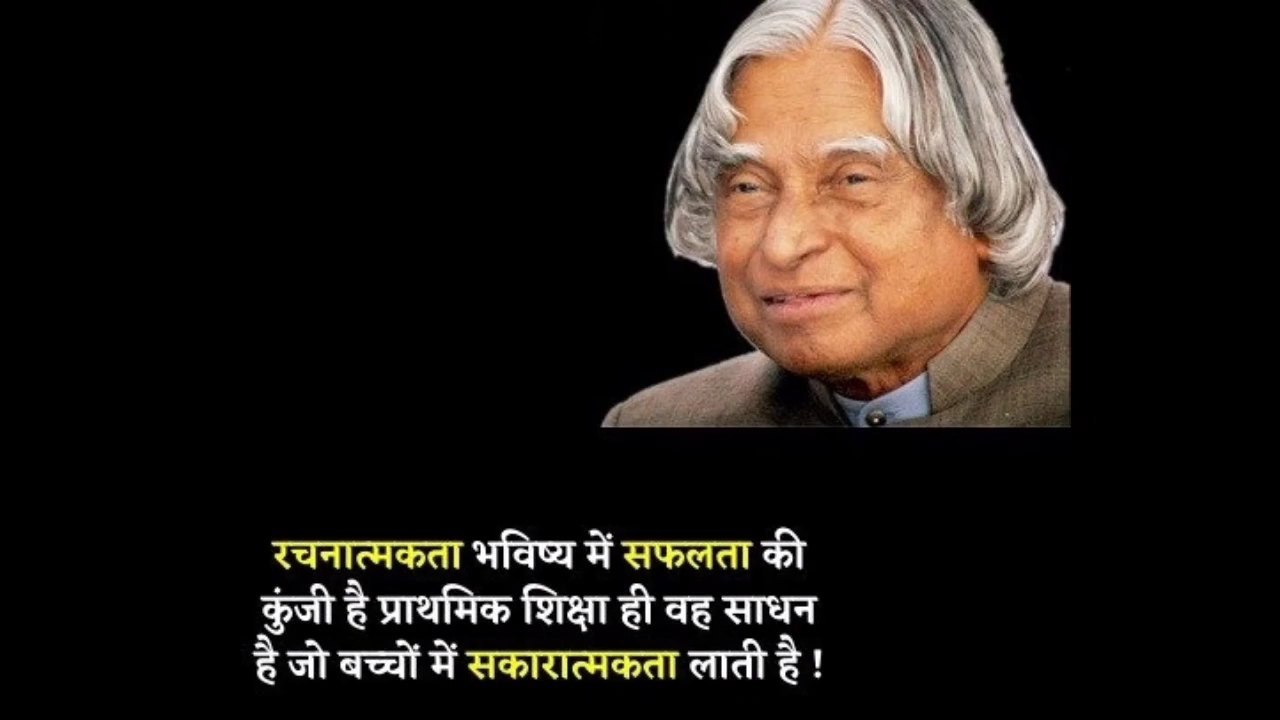 रचनात्मकता भविष्य में सफलता की
कुंजी है प्राथमिक शिक्षा ही वह साधन
है जो बच्चों में सकारात्मकता लाती है !